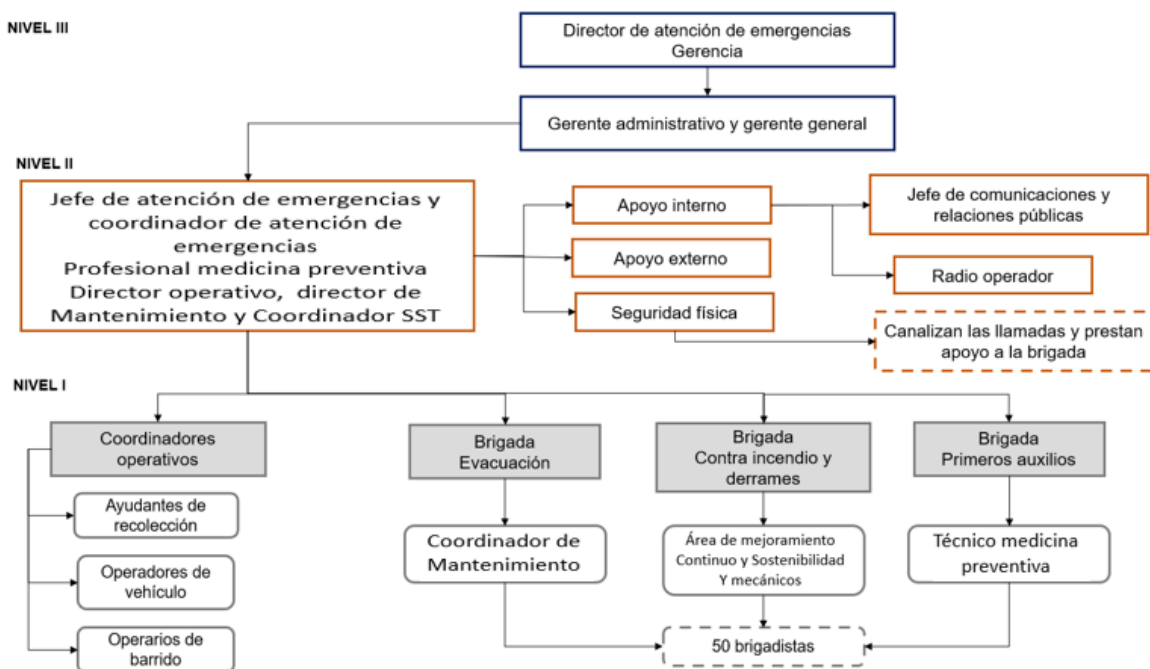 NIVEL III
Director de atención de emergencias
Gerencia
Gerente administrativo y gerente general
NIVEL II
Jefe de atención de emergencias y
coordinador de atención de
emergencias
Profesional medicina preventiva
Director operativo, director de
Mantenimiento y Coordinador SST
Apoyo interno
Apoyo externo
Seguridad física
Jefe de comunicaciones y
relaciones públicas
Radio operador
Canalizan las llamadas y prestan
apoyo a la brigada
NIVEL I
Coordinadores
operativos
Ayudantes de
recolección
Operadores de
vehículo
Operarios de
barrido
Brigada
Evacuación
Coordinador de
Mantenimiento
Brigada
Contra incendio y
derrames
Área de mejoramiento
Continuo y Sostenibilidad
Y mecánicos
Brigada
Primeros auxilios
Técnico medicina
preventiva
50 brigadistas